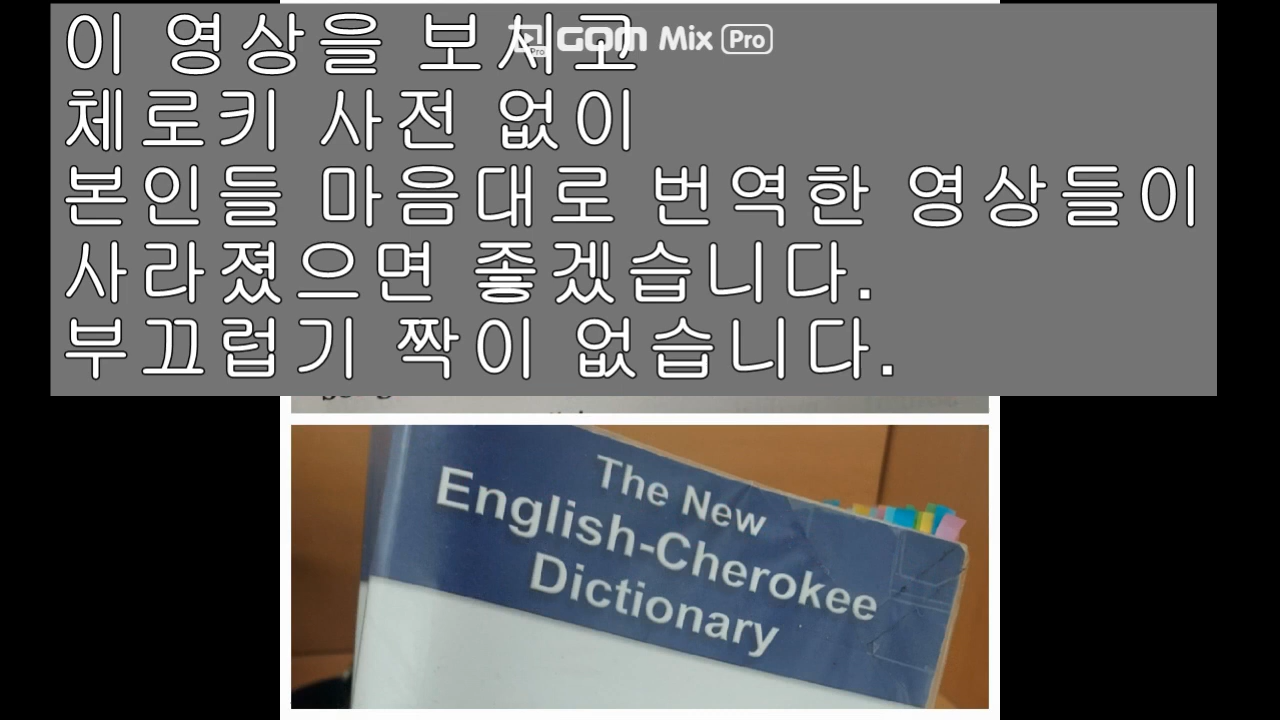 이 영상을 보시고
GOM Mix Pro
체로키 사전 없이
본인들 마음대로 번역한 영상들이
사라졌으면 좋겠습니다.
부끄럽기 짝이 없습니다.
The New
English-Cherokee
Dictionary